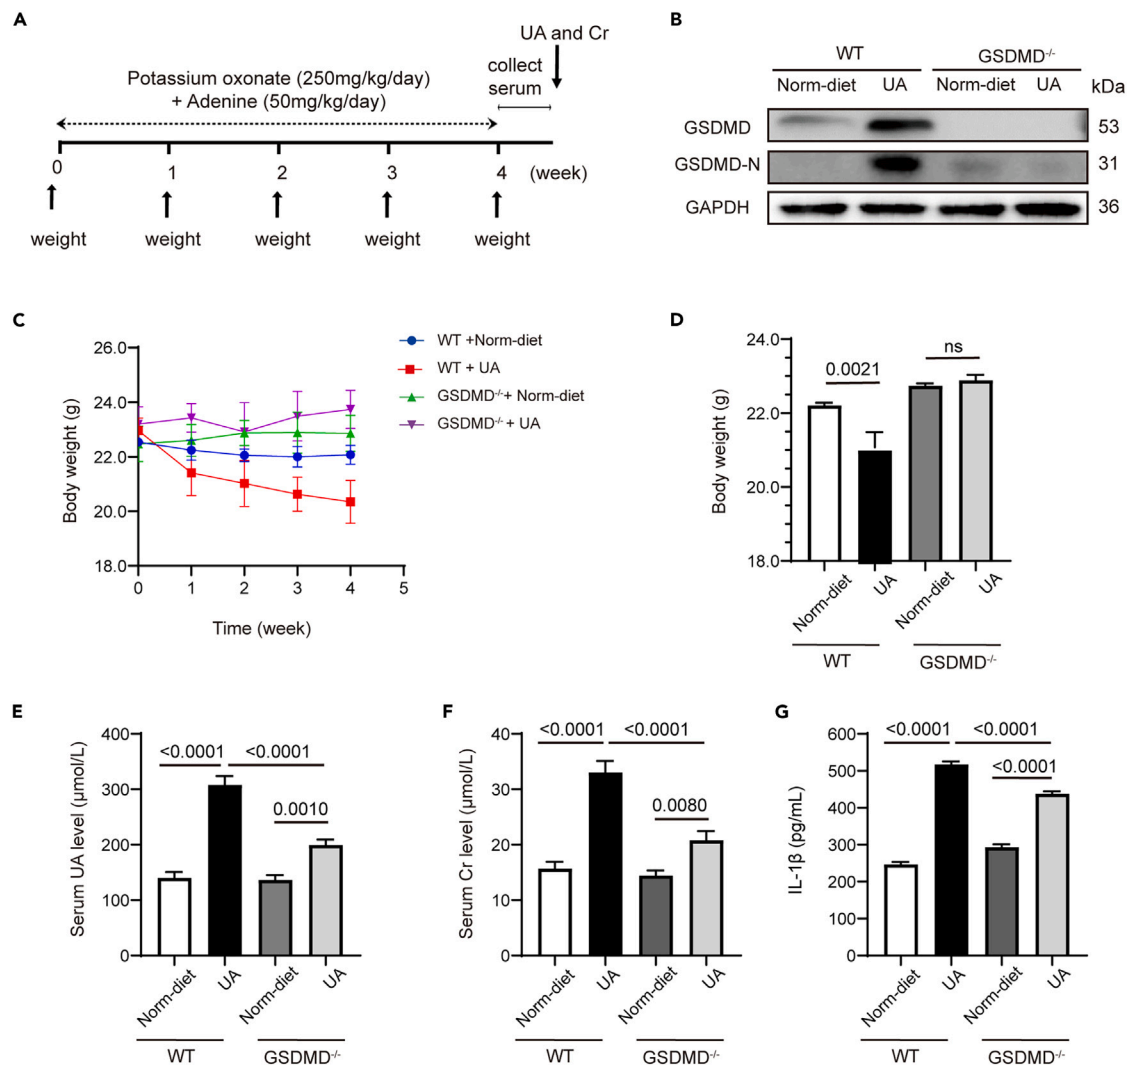 A
UA and Cr
collect
serum
Potassium oxonate (250mg/kg/day)
+ Adenine (50mg/kg/day)
0 1 2 3 4 (week)
weight weight weight weight weight
B
WT GSDMD-/-
Norm-diet UA Norm-diet UA kDa
GSDMD 53
GSDMD-N 31
GAPDH 36
C
WT +Norm-diet
WT + UA
GSDMD-/-+ Norm-diet
GSDMD-/- + UA
Body weight (g)
26.0
24.0
22.0
20.0
18.0
0 1 2 3 4 5
Time (week)
D
Body weight (g)
24.0
22.0
20.0
18.0
0.0021
ns
Norm-diet UA Norm-diet UA
WT GSDMD-/-
E
Serum UA level (μmol/L)
400
300
200
100
0
<0.0001 <0.0001
0.0010
Norm-diet UA Norm-diet UA
WT GSDMD-/-
F
Serum Cr level (μmol/L)
40
30
20
10
0
<0.0001 <0.0001
0.0080
Norm-diet UA Norm-diet UA
WT GSDMD-/-
G
IL-1β (pg/mL)
600
500
400
300
200
100
0
<0.0001 <0.0001
<0.0001
Norm-diet UA Norm-diet UA
WT GSDMD-/-